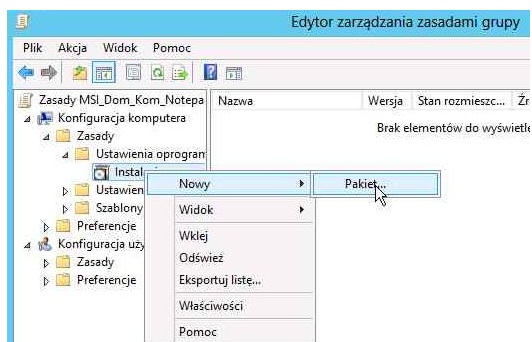 Edytor zarządzania zasadami grupy
Plik Akcja Widok Pomoc
Zasady MSI_Dom_Kom_Notepa
Nazwa Wersja Stan rozmieszc...
Konfiguracja komputera
Brak elementów do wyświetle
Zasady
Ustawienia oprogram
Instal
Nowy
Pakiet...
Ustawien
Widok
Szablony
Preferencje
Wklej
Konfiguracja uży
Odśwież
Zasady
Eksportuj listę...
Preferencje
Właściwości
Pomoc